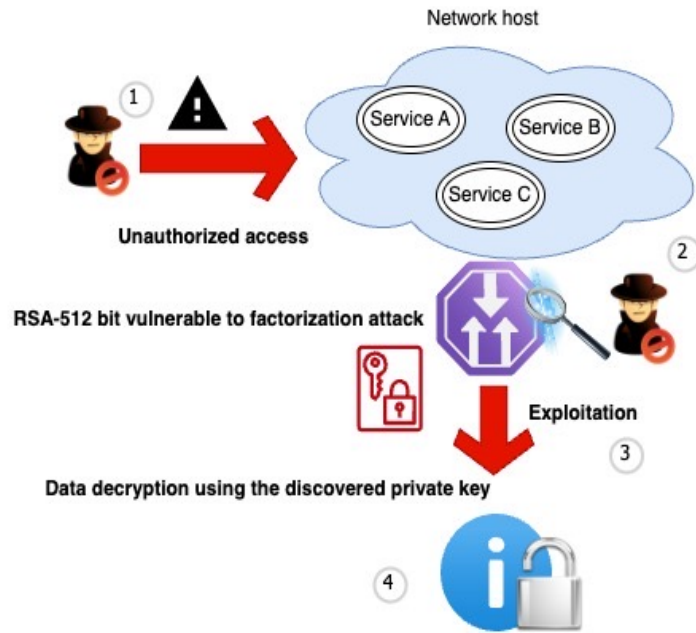 Network host
1
Service A
Service B
Service C
Unauthorized access
2
RSA-512 bit vulnerable to factorization attack
Exploitation
3
Data decryption using the discovered private key
4